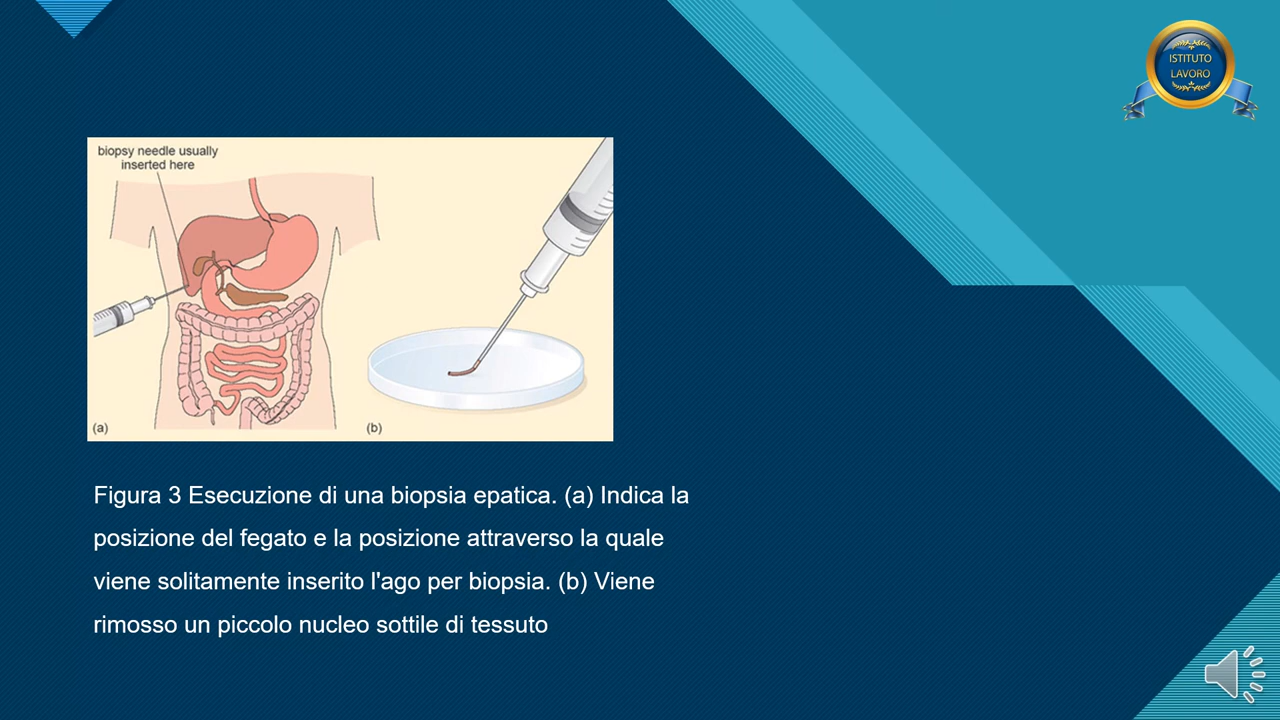 ISTITUTO
LAVORO
biopsy needle usually
inserted here
(a)
(b)
Figura 3 Esecuzione di una biopsia epatica. (a) Indica la
posizione del fegato e la posizione attraverso la quale
viene solitamente inserito l'ago per biopsia. (b) Viene
rimosso un piccolo nucleo sottile di tessuto